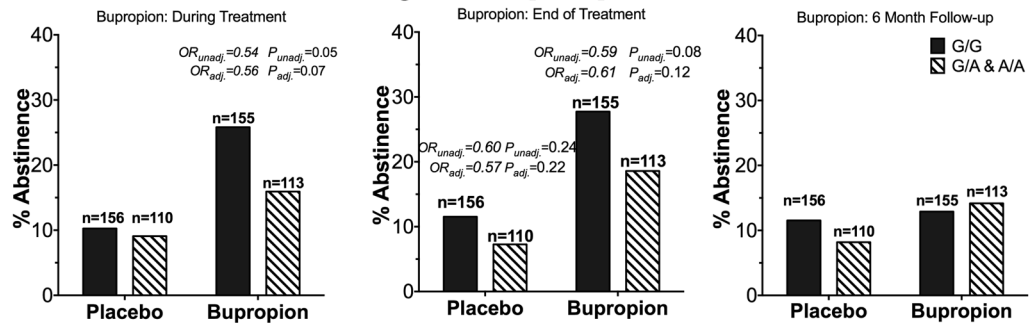 Bupropion: During Treatment
% Abstinence
40
30
20
10
0
OR_unadj.=0.54 P_unadj.=0.05
OR_adj.=0.56 P_adj.=0.07
n=155
n=113
n=156 n=110
Placebo Bupropion
Bupropion: End of Treatment
% Abstinence
40
30
20
10
0
OR_unadj.=0.59 P_unadj.=0.08
OR_adj.=0.61 P_adj.=0.12
n=155
OR_unadj.=0.60 P_unadj.=0.24
OR_adj.=0.57 P_adj.=0.22
n=113
n=156
n=110
Placebo Bupropion
Bupropion: 6 Month Follow-up
% Abstinence
40
30
20
10
0
G/G
G/A & A/A
n=156
n=110
n=155
n=113
Placebo Bupropion